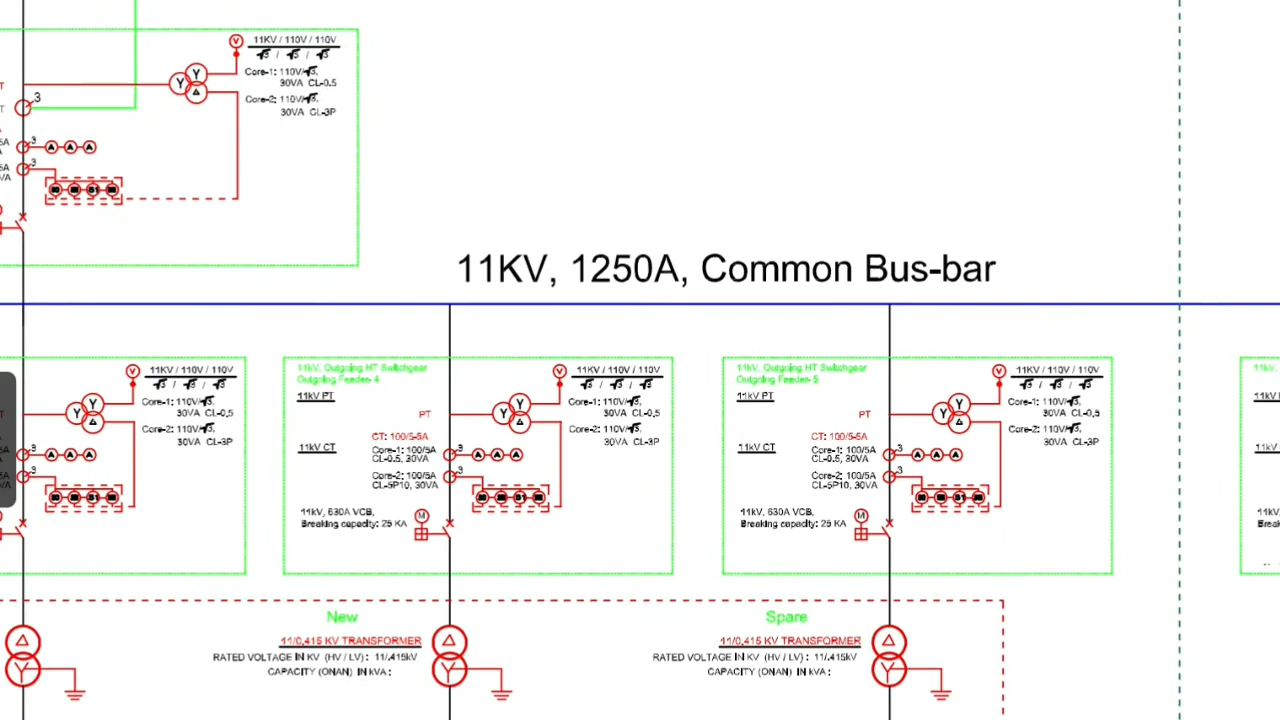 11KV / 110V / 110V
√3 / √3 / √3
Core-1: 110V/√3,
30VA CL-0.5
Core-2: 110V/√3,
30VA CL-3P
3
3
A A A
3
11KV, 1250A, Common Bus-bar
11KV / 110V / 110V
√3 / √3 / √3
Core-1: 110V/√3,
30VA CL-0.5
Core-2: 110V/√3,
30VA CL-3P
3
A A A
3
11kV, Outgoing HT Switchgear
Outgoing Feeder- 4
11kV PT
PT
11KV / 110V / 110V
√3 / √3 / √3
Core-1: 110V/√3,
30VA CL-0.5
Core-2: 110V/√3,
30VA CL-3P
11kV CT
CT: 100/5-5A
Core-1: 100/5A
CL-0.5, 30VA
3
A A A
Core-2: 100/5A
CL-5P10, 30VA
3
11kV, 630A VCB,
Breaking capacity: 25 KA
M
11kV, Outgoing HT Switchgear
Outgoing Feeder- 5
11kV PT
PT
11KV / 110V / 110V
√3 / √3 / √3
Core-1: 110V/√3,
30VA CL-0.5
Core-2: 110V/√3,
30VA CL-3P
11kV CT
CT: 100/5-5A
Core-1: 100/5A
CL-0.5, 30VA
3
A A A
Core-2: 100/5A
CL-5P10, 30VA
3
11kV, 630A VCB,
Breaking capacity: 25 KA
M
New
11/0.415 KV TRANSFORMER
RATED VOLTAGE IN KV (HV / LV) : 11/.415kV
CAPACITY (ONAN) IN kVA :
Spare
11/0.415 KV TRANSFORMER
RATED VOLTAGE IN KV (HV / LV) : 11/.415kV
CAPACITY (ONAN) IN kVA :